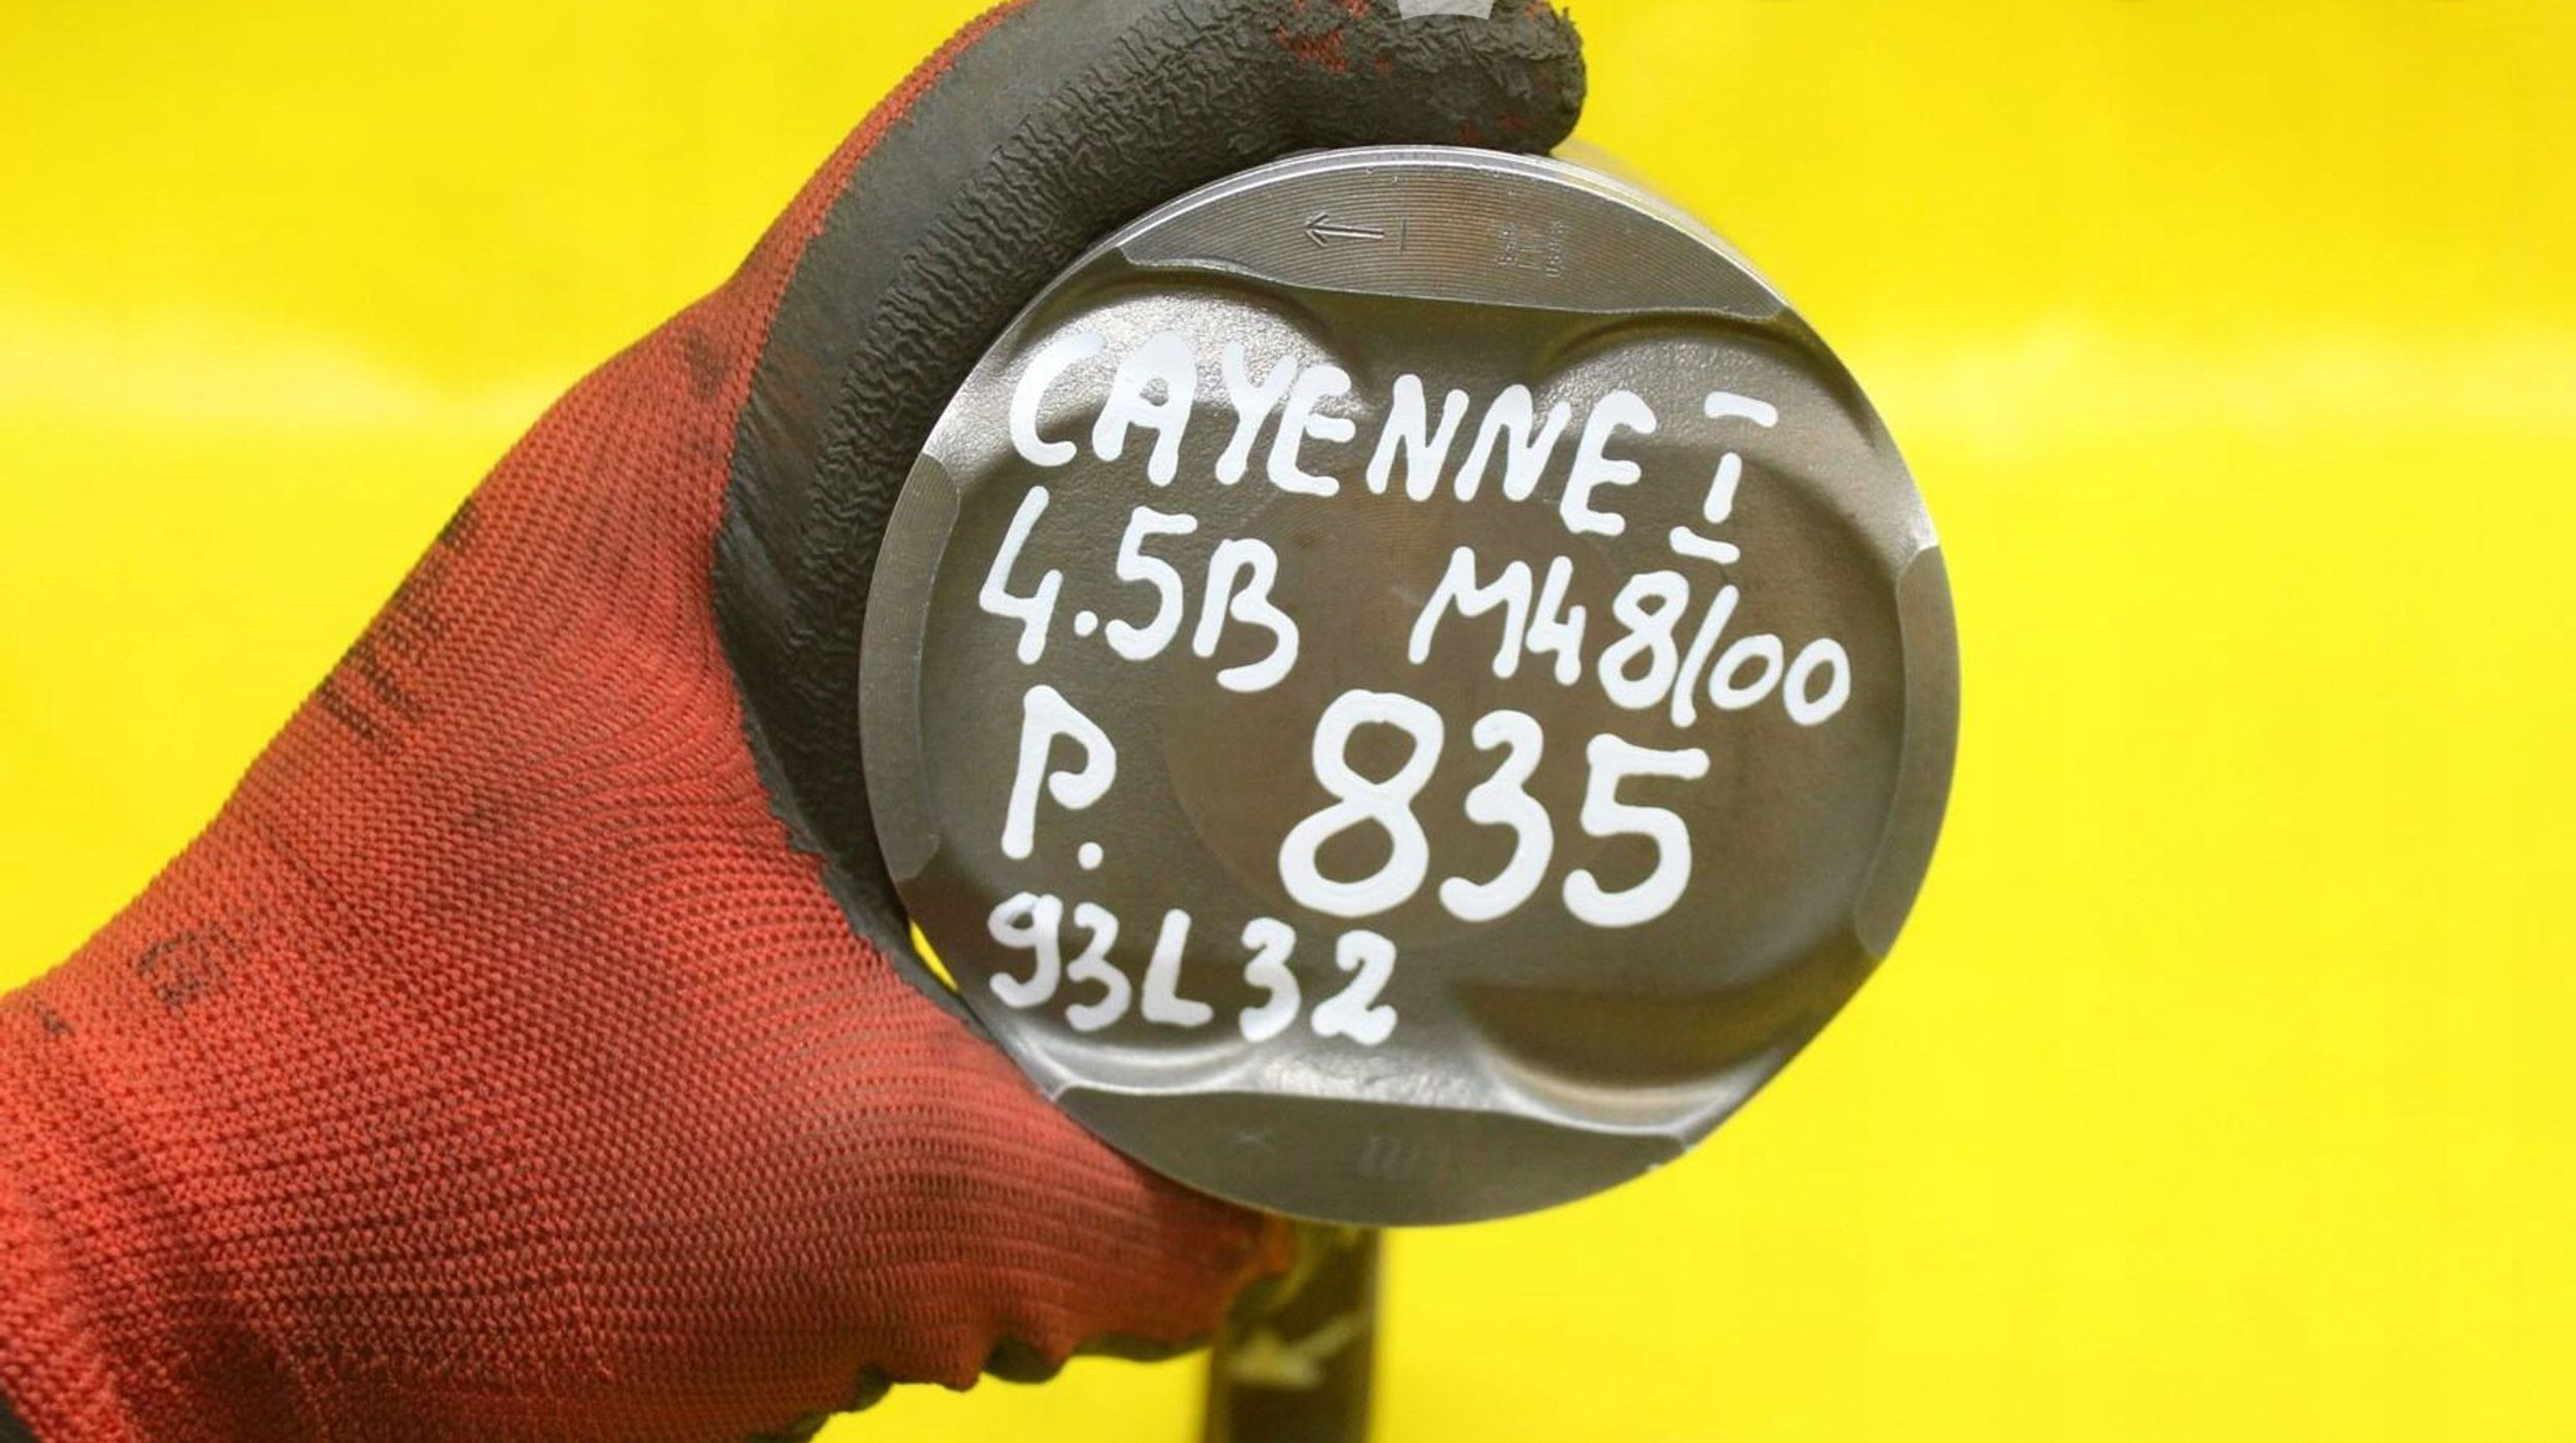 CAYENNE I
4.5B M48/00
P. 835
93L32